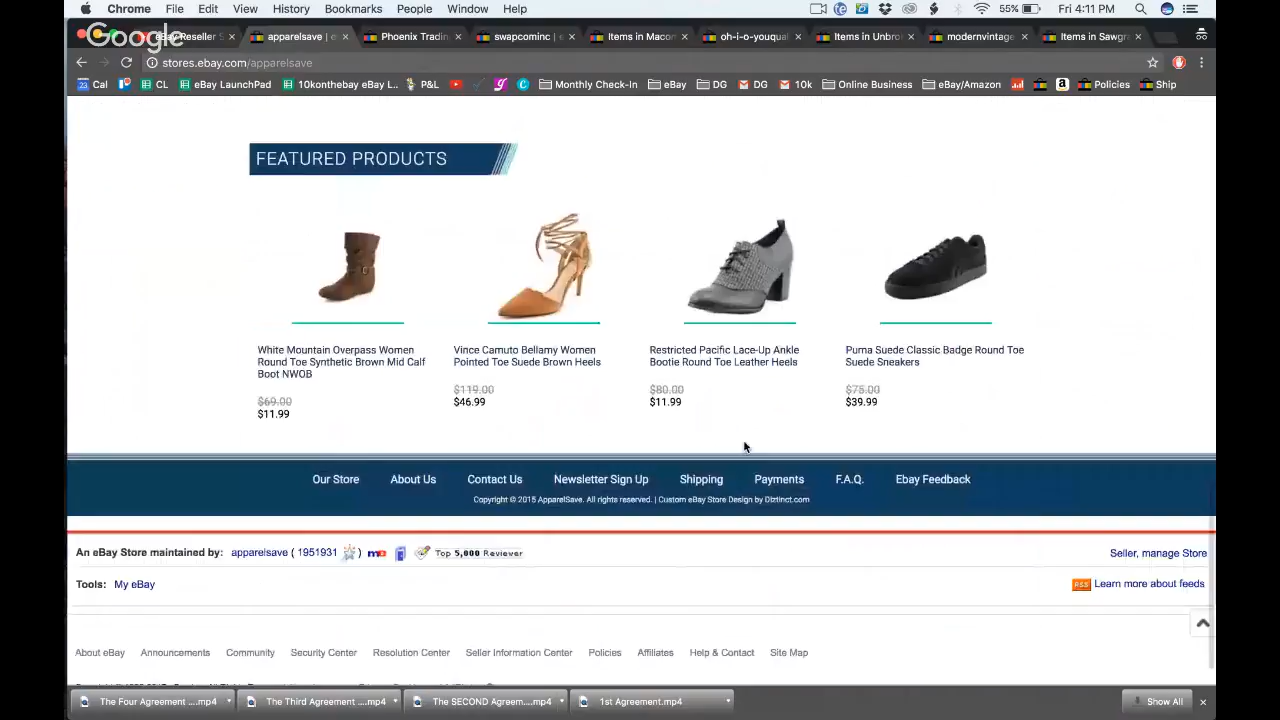 Chrome File Edit View History Bookmarks People Window Help 55% Fri 4:11 PM
Google
eBay Reseller S apparelsave | e Phoenix Trading swapcominc | e Items in Macom oh-i-o-youqual Items in Unbro modernvintage Items in Sawgra
stores.ebay.com/apparelsave
23 Cal CL eBay LaunchPad 10konthebay eBay L.. P&L Monthly Check-In eBay DG DG 10k Online Business eBay/Amazon Policies Ship
FEATURED PRODUCTS
White Mountain Overpass Women
Round Toe Synthetic Brown Mid Calf
Boot NWOB
$69.00
$11.99
Vince Camuto Bellamy Women
Pointed Toe Suede Brown Heels
$119.00
$46.99
Restricted Pacific Lace-Up Ankle
Bootie Round Toe Leather Heels
$80.00
$11.99
Puma Suede Classic Badge Round Toe
Suede Sneakers
$75.00
$39.99
Our Store About Us Contact Us Newsletter Sign Up Shipping Payments F.A.Q. Ebay Feedback
Copyright © 2015 ApparelSave. All rights reserved. | Custom eBay Store Design by Diztinct.com
An eBay Store maintained by: apparelsave ( 1951931 ) me Top 5,000 Reviewer Seller, manage Store
Tools: My eBay RSS Learn more about feeds
About eBay Announcements Community Security Center Resolution Center Seller Information Center Policies Affiliates Help & Contact Site Map
The Four Agreement ....mp4 The Third Agreement ....mp4 The SECOND Agreem....mp4 1st Agreement.mp4 Show All